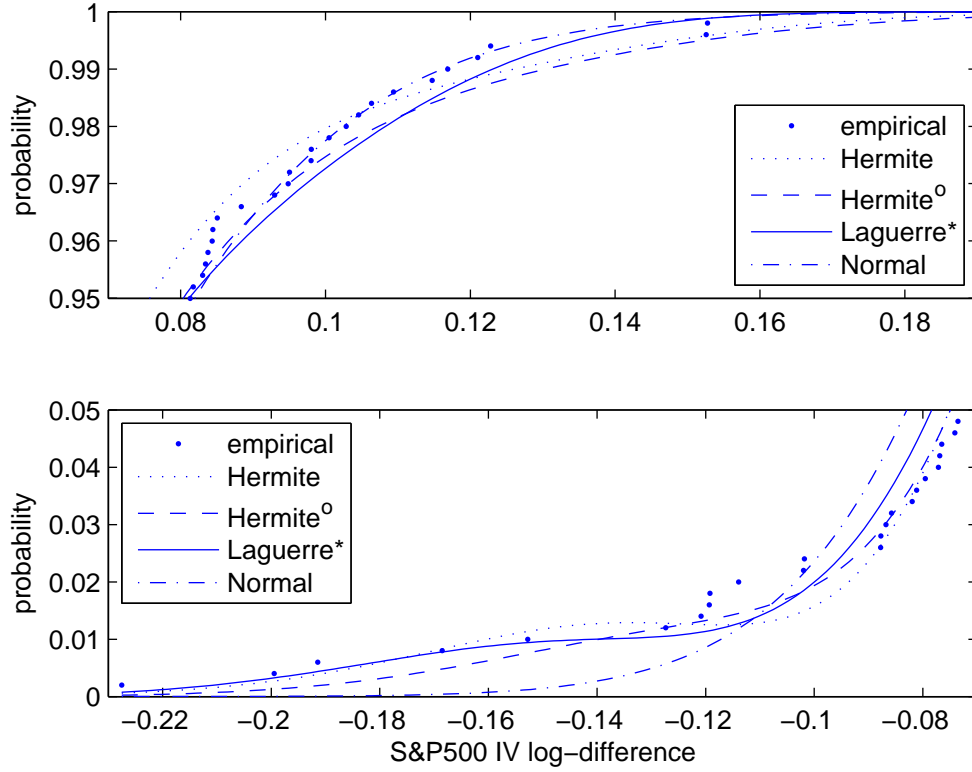 1
0.99
0.98
0.97
0.96
0.95
probability
0.08
0.1
0.12
0.14
0.16
0.18
empirical
Hermite
Hermite°
Laguerre*
Normal
0.05
0.04
0.03
0.02
0.01
0
probability
empirical
Hermite
Hermite°
Laguerre*
Normal
−0.22
−0.2
−0.18
−0.16
−0.14
−0.12
−0.1
−0.08
S&P500 IV log−difference